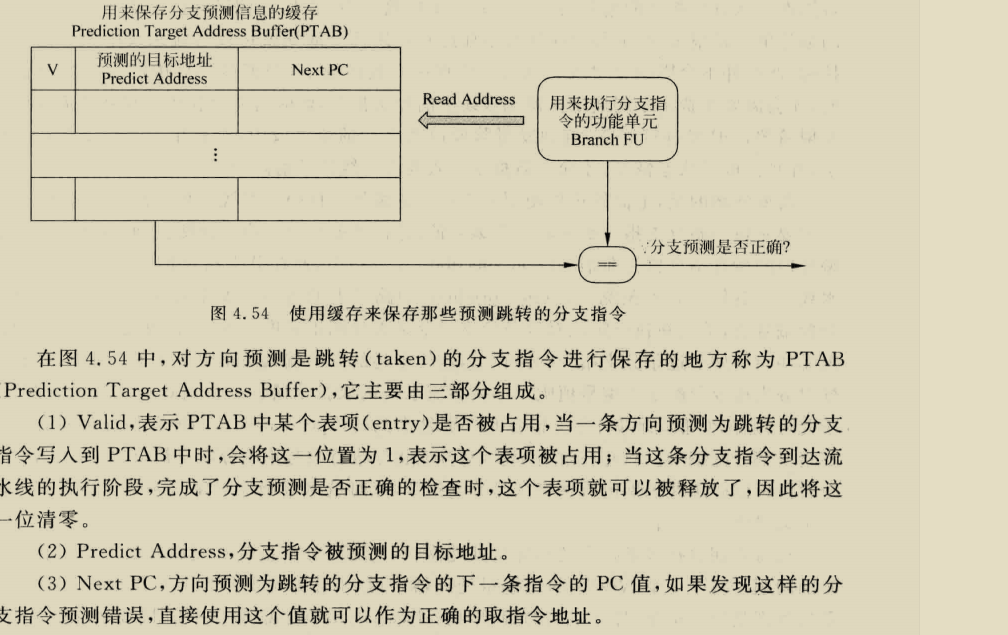 用来保存分支预测信息的缓存
Prediction Target Address Buffer(PTAB)
V
预测的目标地址
Predict Address
Next PC
⋮
Read Address
用来执行分支指
令的功能单元
Branch FU
==
分支预测是否正确?
图 4.54 使用缓存来保存那些预测跳转的分支指令
在图 4.54 中,对方向预测是跳转(taken)的分支指令进行保存的地方称为 PTAB
(Prediction Target Address Buffer),它主要由三部分组成。
(1) Valid,表示 PTAB 中某个表项(entry)是否被占用,当一条方向预测为跳转的分支
指令写入到 PTAB 中时,会将这一位置为 1,表示这个表项被占用；当这条分支指令到达流
水线的执行阶段,完成了分支预测是否正确的检查时,这个表项就可以被释放了,因此将这
一位清零。
(2) Predict Address,分支指令被预测的目标地址。
(3) Next PC,方向预测为跳转的分支指令的下一条指令的 PC 值,如果发现这样的分
支指令预测错误,直接使用这个值就可以作为正确的取指令地址。